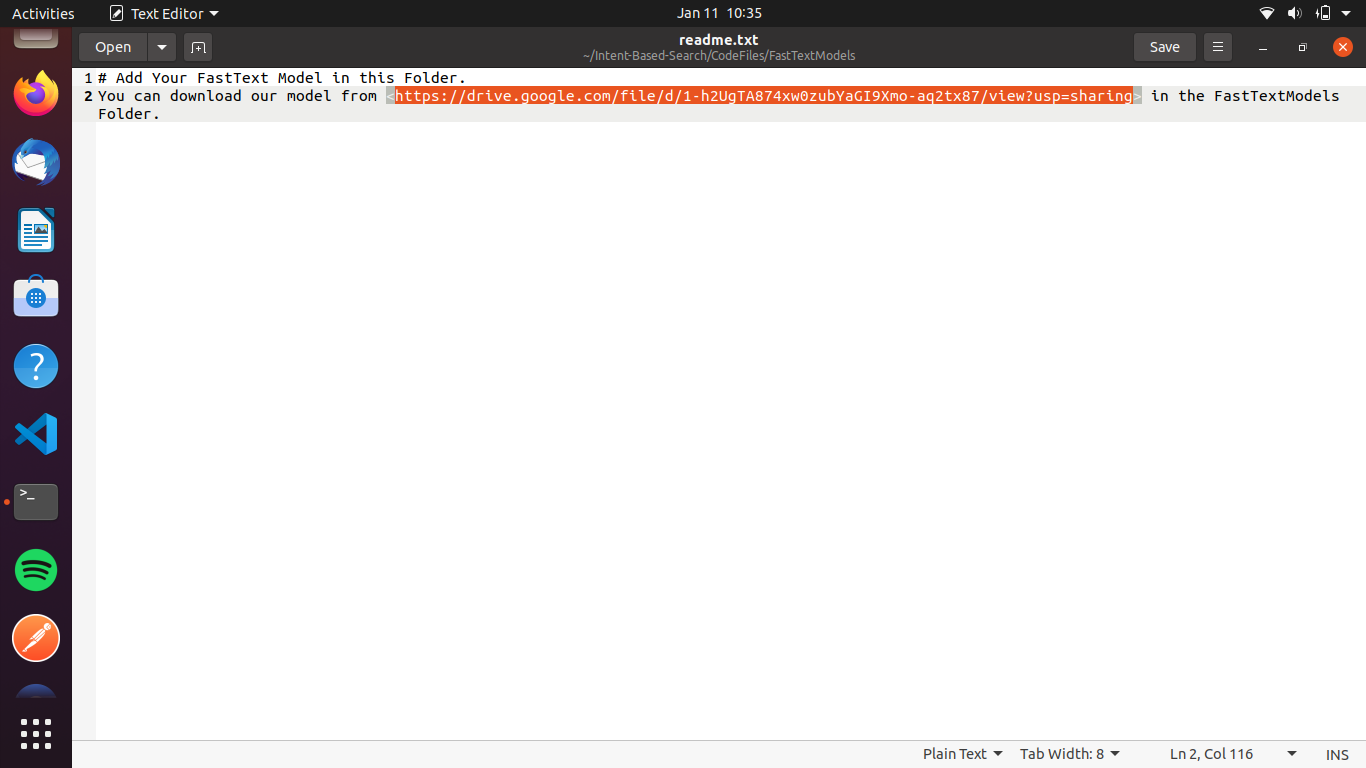 Activities
Text Editor
Jan 11 10:35
Open
readme.txt
~/Intent-Based-Search/CodeFiles/FastTextModels
Save
1 # Add Your FastText Model in this Folder.
2 You can download our model from <https://drive.google.com/file/d/1-h2UgTA874xw0zubYaGI9Xmo-aq2tx87/view?usp=sharing> in the FastTextModels
Folder.
>_
?
Plain Text
Tab Width: 8
Ln 2, Col 116
INS